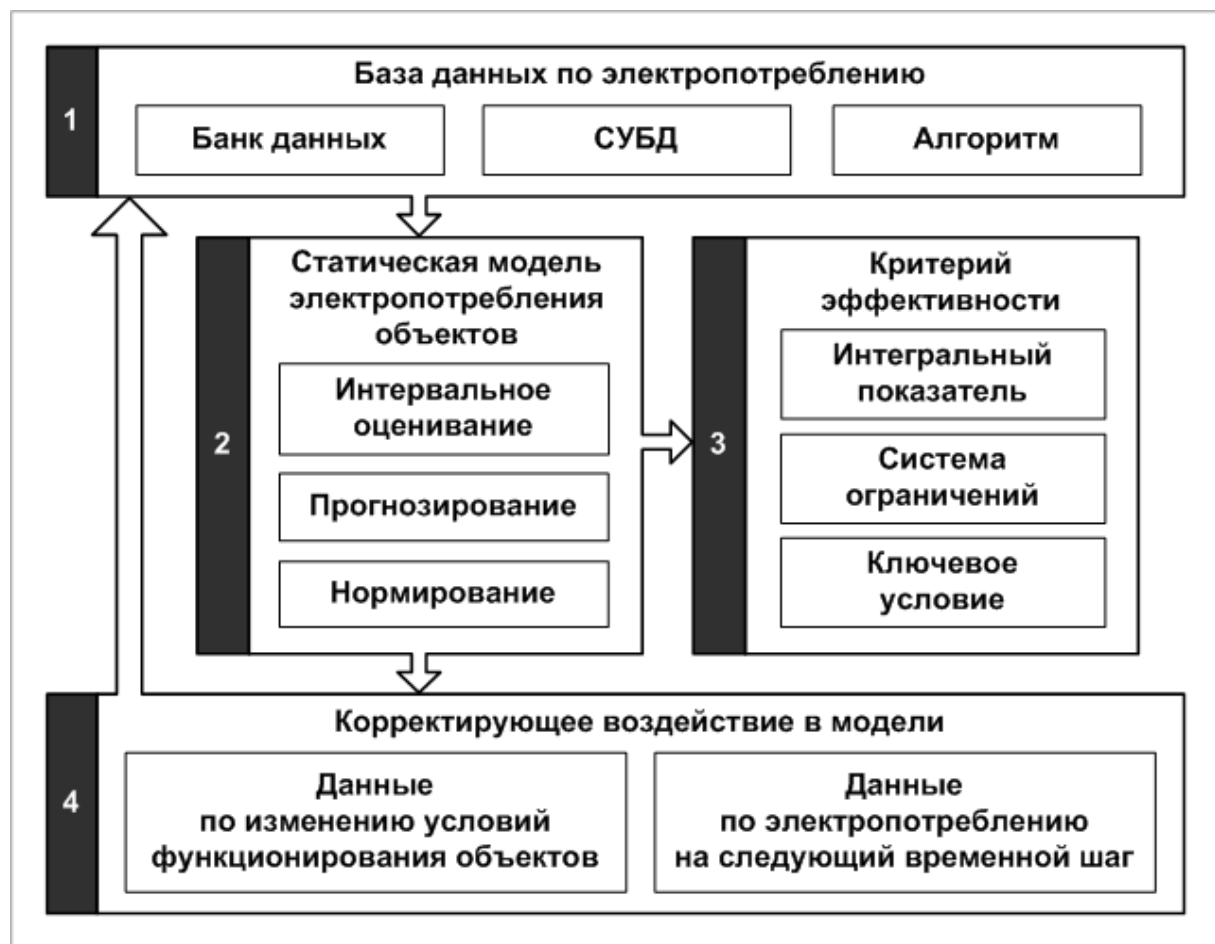 1
База данных по электропотреблению
Банк данных
СУБД
Алгоритм
2
Статическая модель
электропотребления
объектов
Интервальное
оценивание
Прогнозирование
Нормирование
3
Критерий
эффективности
Интегральный
показатель
Система
ограничений
Ключевое
условие
4
Корректирующее воздействие в модели
Данные
по изменению условий
функционирования объектов
Данные
по электропотреблению
на следующий временной шаг